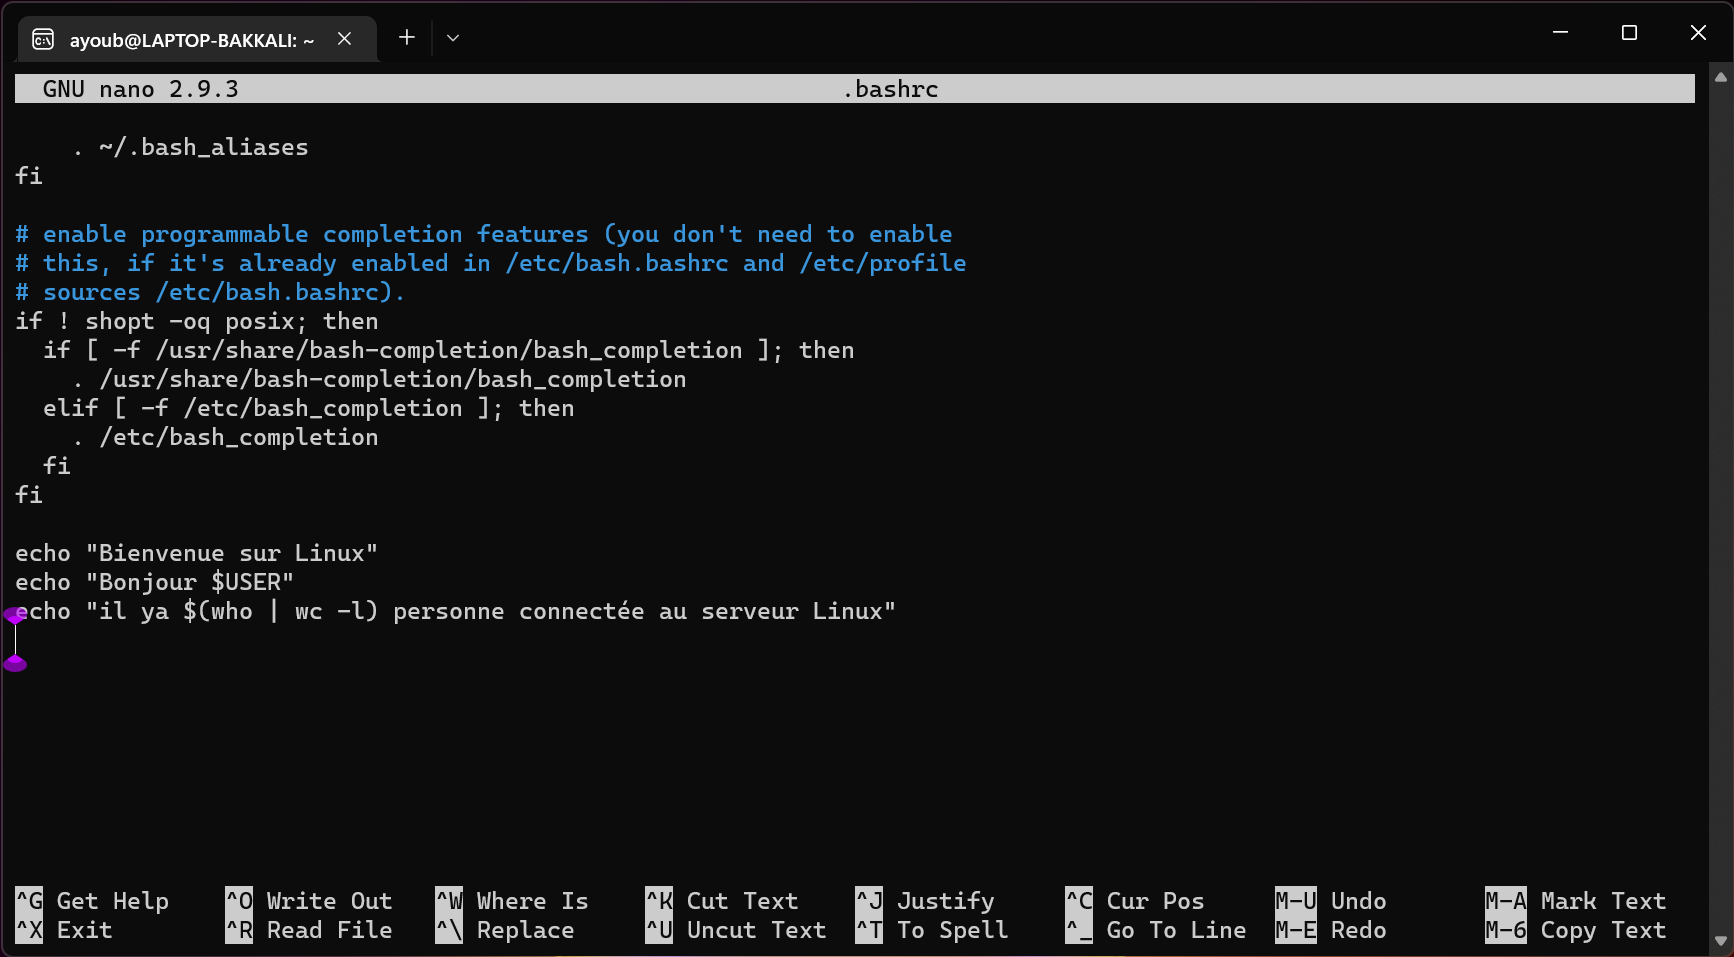 ayoub@LAPTOP-BAKKALI: ~
GNU nano 2.9.3 .bashrc
. ~/.bash_aliases
fi
# enable programmable completion features (you don't need to enable
# this, if it's already enabled in /etc/bash.bashrc and /etc/profile
# sources /etc/bash.bashrc).
if ! shopt -oq posix; then
if [ -f /usr/share/bash-completion/bash_completion ]; then
. /usr/share/bash-completion/bash_completion
elif [ -f /etc/bash_completion ]; then
. /etc/bash_completion
fi
fi
echo "Bienvenue sur Linux"
echo "Bonjour $USER"
echo "il ya $(who | wc -l) personne connectée au serveur Linux"
^G Get Help ^O Write Out ^W Where Is ^K Cut Text ^J Justify ^C Cur Pos M-U Undo M-A Mark Text
^X Exit ^R Read File ^\ Replace ^U Uncut Text ^T To Spell ^_ Go To Line M-E Redo M-6 Copy Text